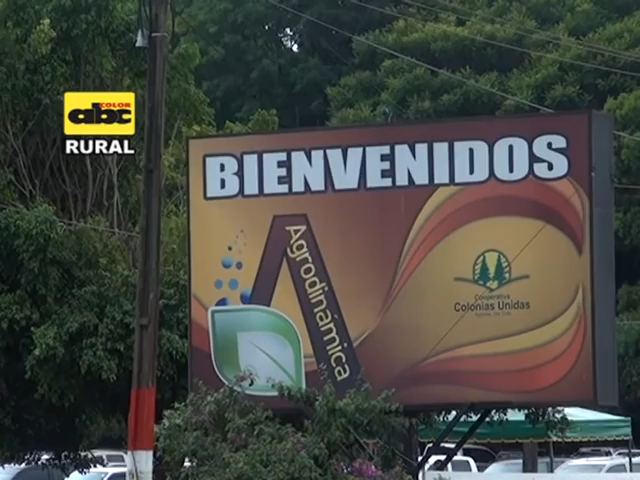 abc COLOR
RURAL
BIENVENIDOS
Agrodinámica
Cooperativa
Colonias Unidas